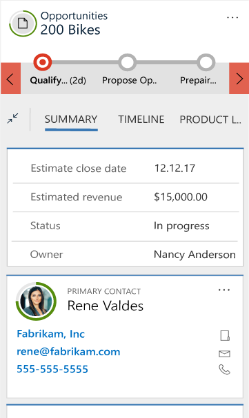 Opportunities
200 Bikes
Qualify... (2d) Propose Op.. Prepair...
SUMMARY TIMELINE PRODUCT L..
Estimate close date 12.12.17
Estimated revenue $15,000.00
Status In progress
Owner Nancy Anderson
PRIMARY CONTACT
Rene Valdes
Fabrikam, Inc
rene@fabrikam.com
555-555-5555